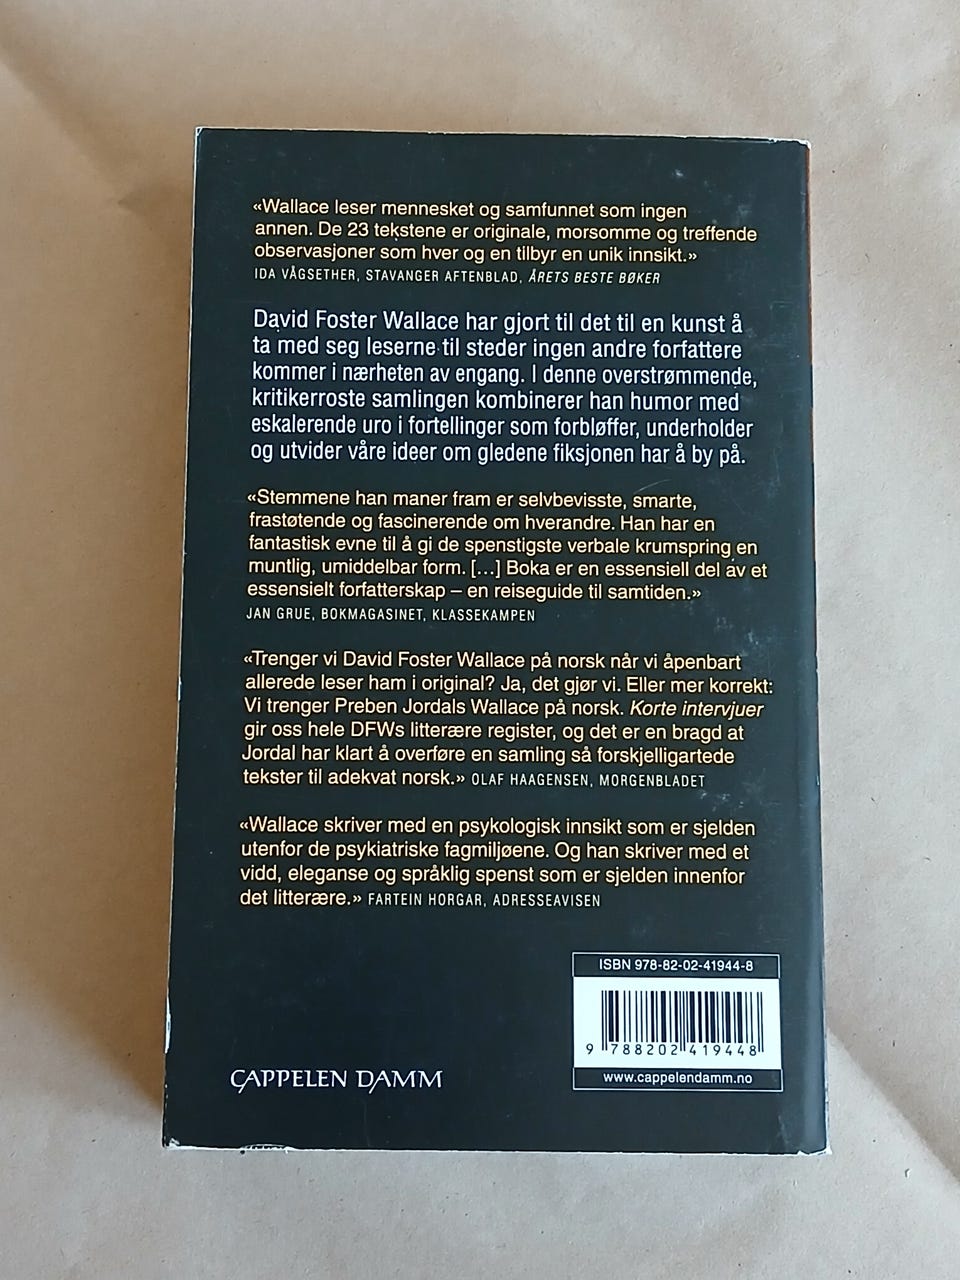 «Wallace leser mennesket og samfunnet som ingen
annen. De 23 tekstene er originale, morsomme og treffende
observasjoner som hver og en tilbyr en unik innsikt.»
IDA VÅGSETHER, STAVANGER AFTENBLAD, ÅRETS BESTE BØKER
David Foster Wallace har gjort til det til en kunst å
ta med seg leserne til steder ingen andre forfattere
kommer i nærheten av engang. I denne overstrømmende,
kritikerroste samlingen kombinerer han humor med
eskalerende uro i fortellinger som forbløffer, underholder
og utvider våre ideer om gledene fiksjonen har å by på.
«Stemmene han maner fram er selvbevisste, smarte,
frastøtende og fascinerende om hverandre. Han har en
fantastisk evne til å gi de spenstigste verbale krumspring en
muntlig, umiddelbar form. [...] Boka er en essensiell del av et
essensielt forfatterskap – en reiseguide til samtiden.»
JAN GRUE, BOKMAGASINET, KLASSEKAMPEN
«Trenger vi David Foster Wallace på norsk når vi åpenbart
allerede leser ham i original? Ja, det gjør vi. Eller mer korrekt:
Vi trenger Preben Jordals Wallace på norsk. Korte intervjuer
gir oss hele DFWs litterære register, og det er en bragd at
Jordal har klart å overføre en samling så forskjelligartede
tekster til adekvat norsk.» OLAF HAAGENSEN, MORGENBLADET
«Wallace skriver med en psykologisk innsikt som er sjelden
utenfor de psykiatriske fagmiljøene. Og han skriver med et
vidd, eleganse og språklig spenst som er sjelden innenfor
det litterære.» FARTEIN HORGAR, ADRESSEAVISEN
ISBN 978-82-02-41944-8
9 788202 419448
www.cappelendamm.no
CAPPELEN DAMM